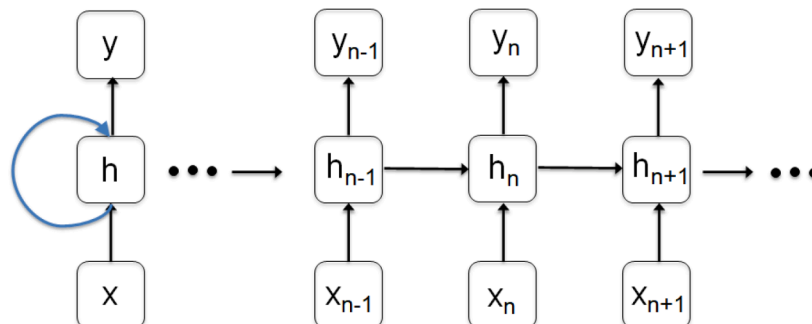 y y_{n-1} y_n y_{n+1}
h ••• h_{n-1} h_n h_{n+1} •••
x x_{n-1} x_n x_{n+1}